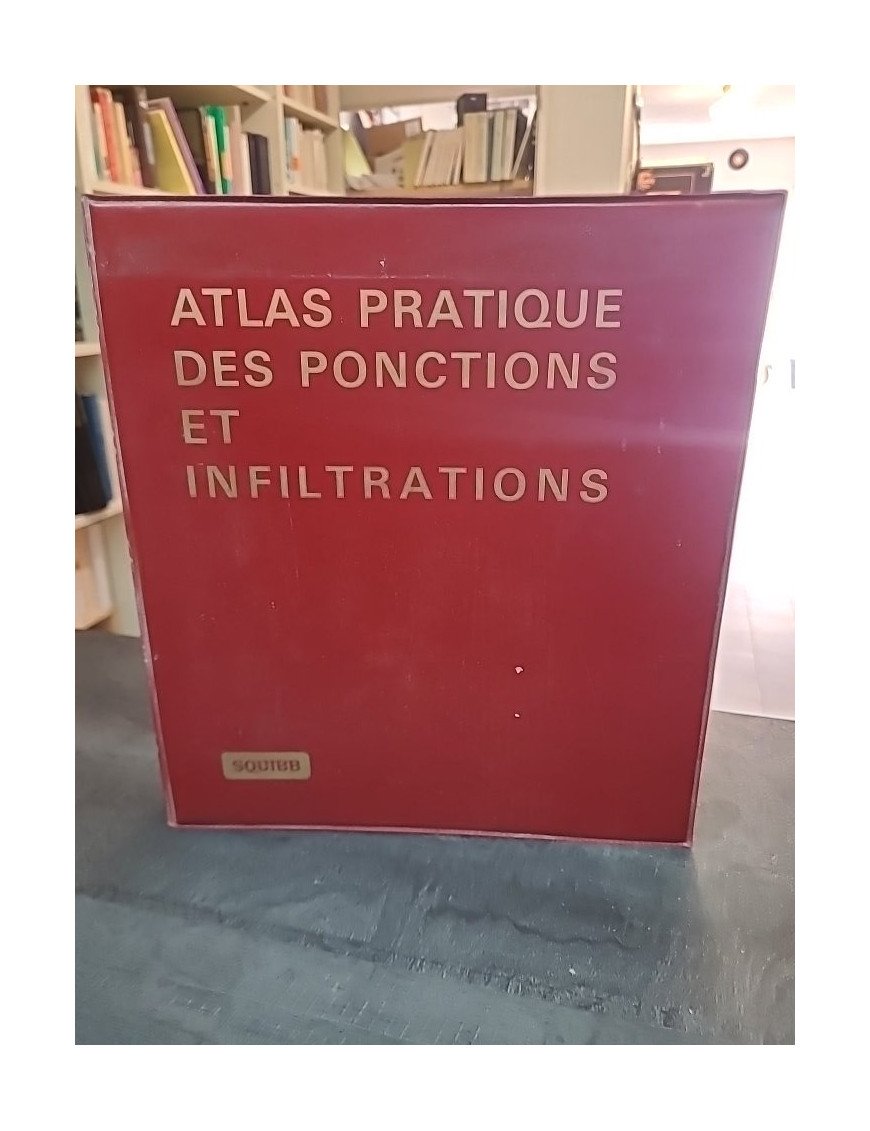 ATLAS PRATIQUE
DES PONCTIONS
ET
INFILTRATIONS
SQUIBB